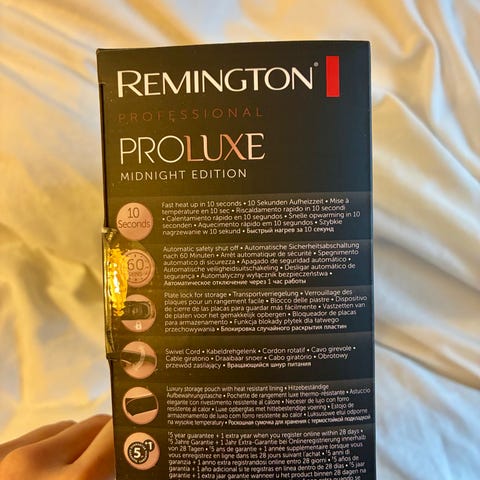 REMINGTON®
PROFESSIONAL
PROLUXE
MIDNIGHT EDITION
10
Seconds
Fast heat up in 10 seconds • 10 Sekunden Aufheizzeit • Mise à
température en 10 sec • Riscaldamento rapido in 10 secondi
• Calentamiento rápido en 10 segundos • Snelle opwarming in 10
seconden • Aquecimento rápido em 10 segundos • Szybkie
nagrzewanie w 10 sekund • Быстрый нагрев за 10 секунд
60
Automatic safety shut off • Automatische Sicherheitsabschaltung
nach 60 Minuten • Arrêt automatique de sécurité • Spegnimento
automatico di sicurezza • Apagado de seguridad automático •
Automatische veiligheidsuitschakeling • Desligar automático de
segurança • Automatyczny wyłącznik bezpieczeństwa •
Автоматическое отключение через 1 час работы
Plate lock for storage • Transportverriegelung • Verrouillage des
plaques pour un rangement facile • Blocco delle piastre • Dispositivo
de cierre de las placas para guardar más fácilmente • Vastzetten van
de platen voor het gemakkelijk opbergen • Bloqueador de placas
para armazenamento • Funkcja blokady płytek dla łatwego
przechowywania • Блокировка случайного раскрытия пластин
Swivel Cord • Kabeldrehgelenk • Cordon rotatif • Cavo girevole •
Cable giratorio • Draaibaar snoer • Cabo giratório • Obrotowy
przewód zasilający • Вращающийся шнур питания
Luxury storage pouch with heat resistant lining • Hitzebeständige
Aufbewahrungstasche • Pochette de rangement luxe thermo-résistante • Astuccio
elegante con rivestimento resistente al calore • Neceser de lujo con forro
resistente al calor • Luxe opbergtas met hittebestendige voering • Estojo de
armazenamento de luxo com forro resistente ao calor • Luksusowe etui odporne
na wysokie temperatury • Роскошная сумочка для хранения с термостойкой подкладкой
5 +1
*5 year guarantee + 1 extra year when you register online within 28 days •
*5 Jahre Garantie + 1 Jahr Extra-Garantie bei Onlineregistrierung innerhalb
von 28 Tagen • *5 ans de garantie + 1 année supplémentaire lorsque vous
vous enregistrez en ligne dans les 28 jours suivant l'achat • *5 anni di
garanzia + 1 anno extra registrandosi online entro 28 giorni • *5 años de
garantía + 1 año adicional si te registras en línea dentro de 28 días • *5 jaar
garantie + 1 extra jaar garantie wanneer u het product binnen 28 dagen na